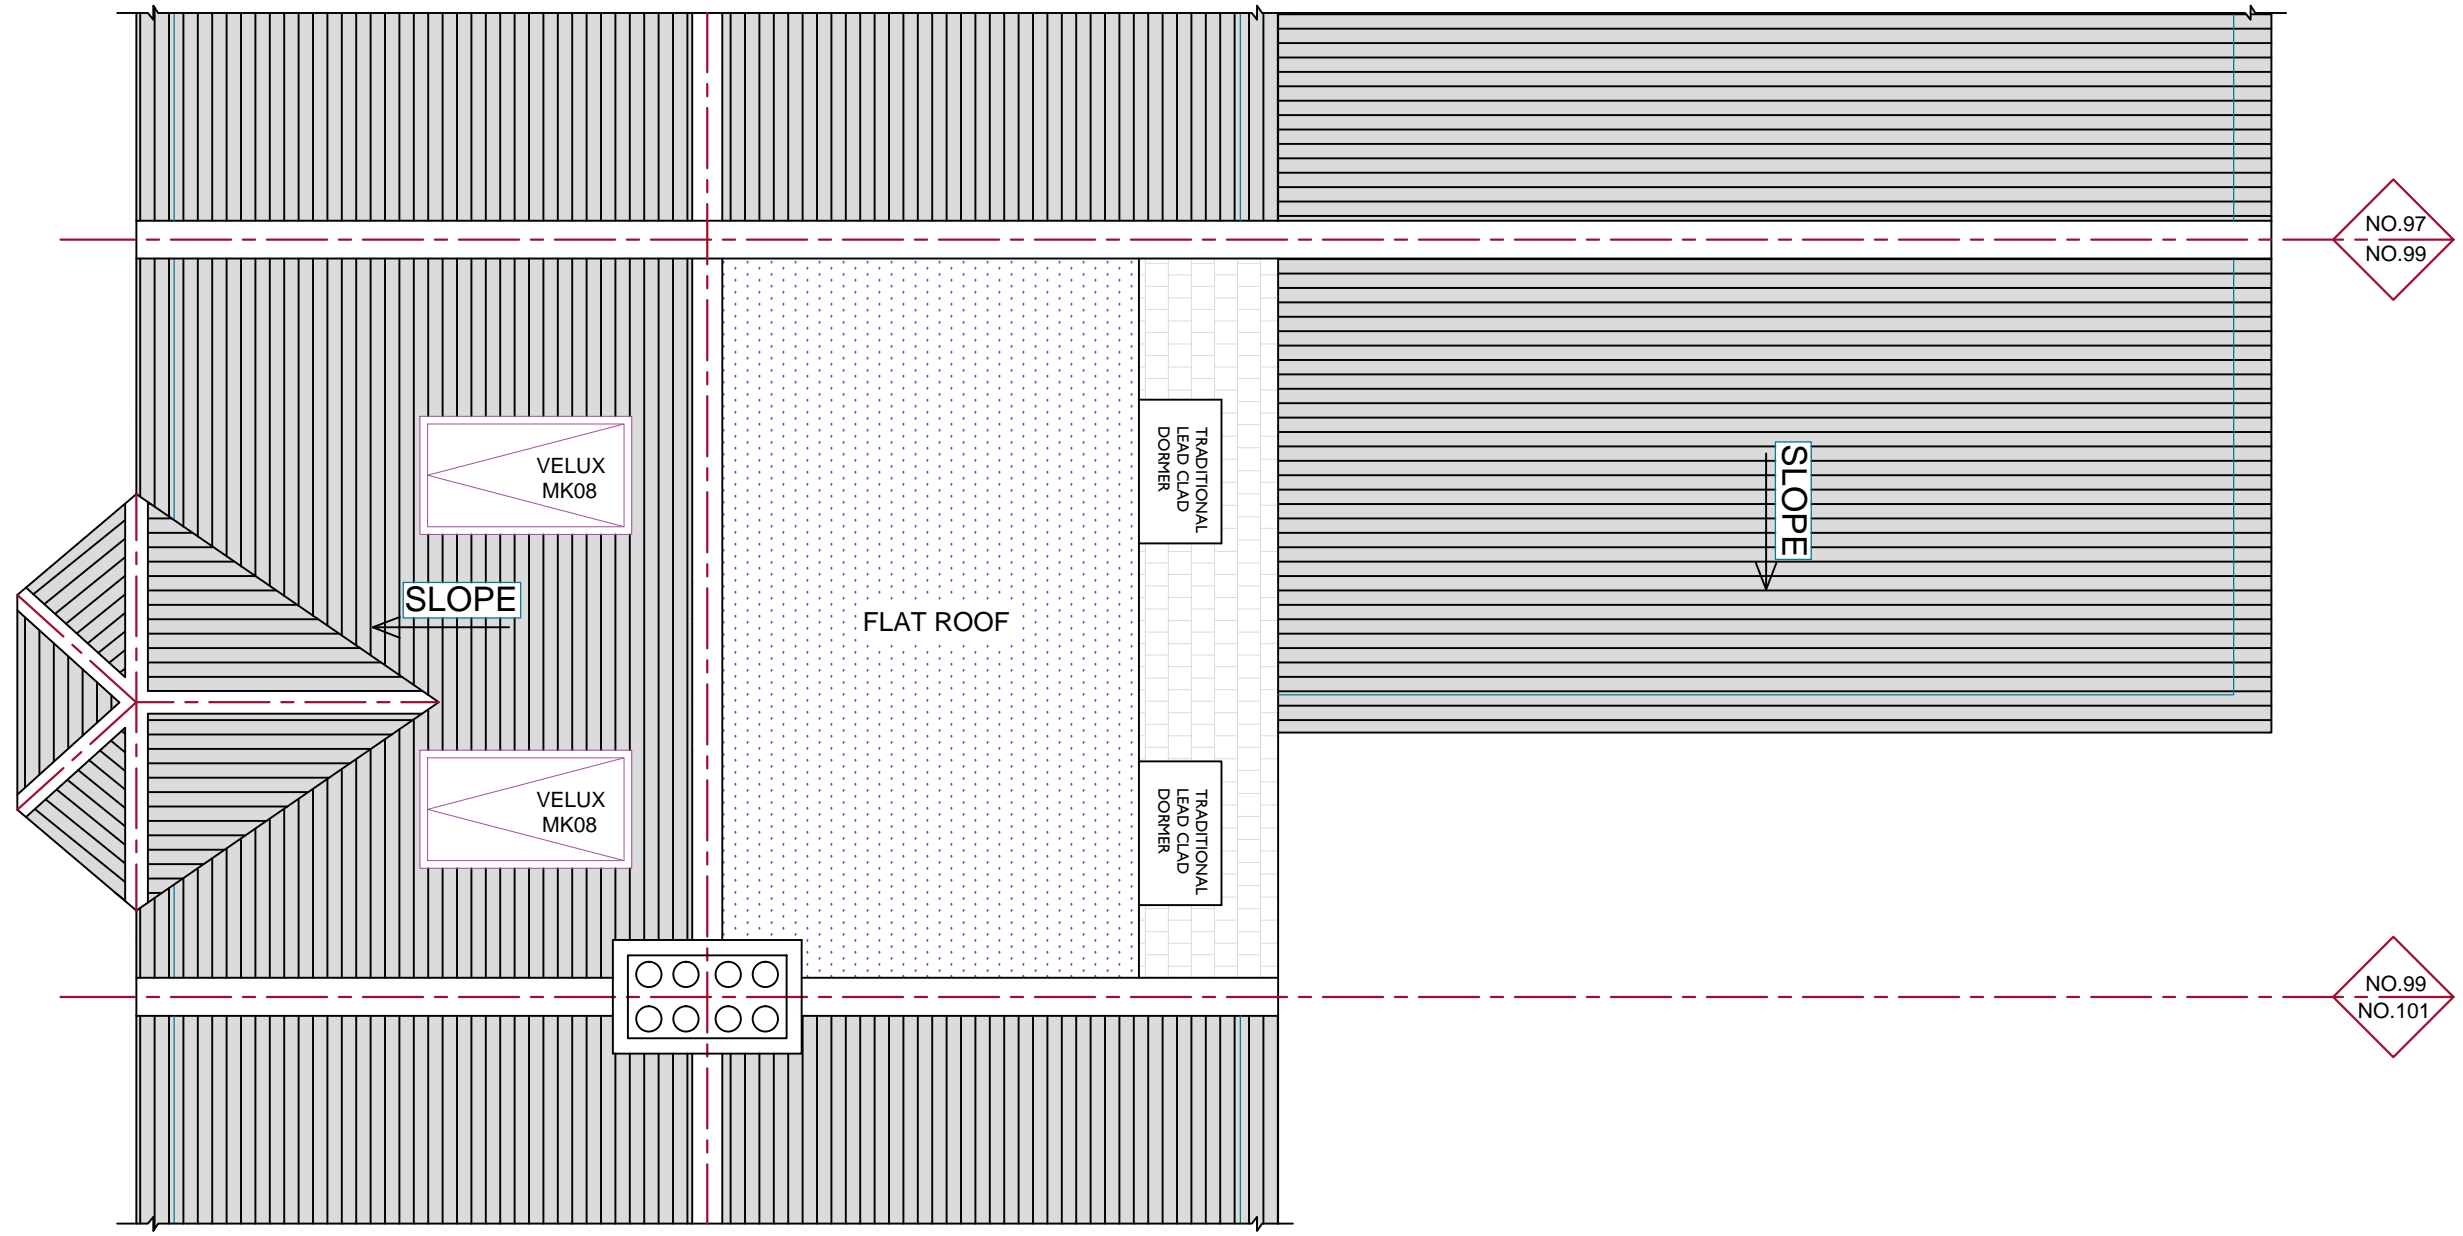 NO.97
NO.99
VELUX
MK08
TRADITIONAL
LEAD CLAD
DORMER
SLOPE
SLOPE
FLAT ROOF
VELUX
MK08
TRADITIONAL
LEAD CLAD
DORMER
NO.99
NO.101